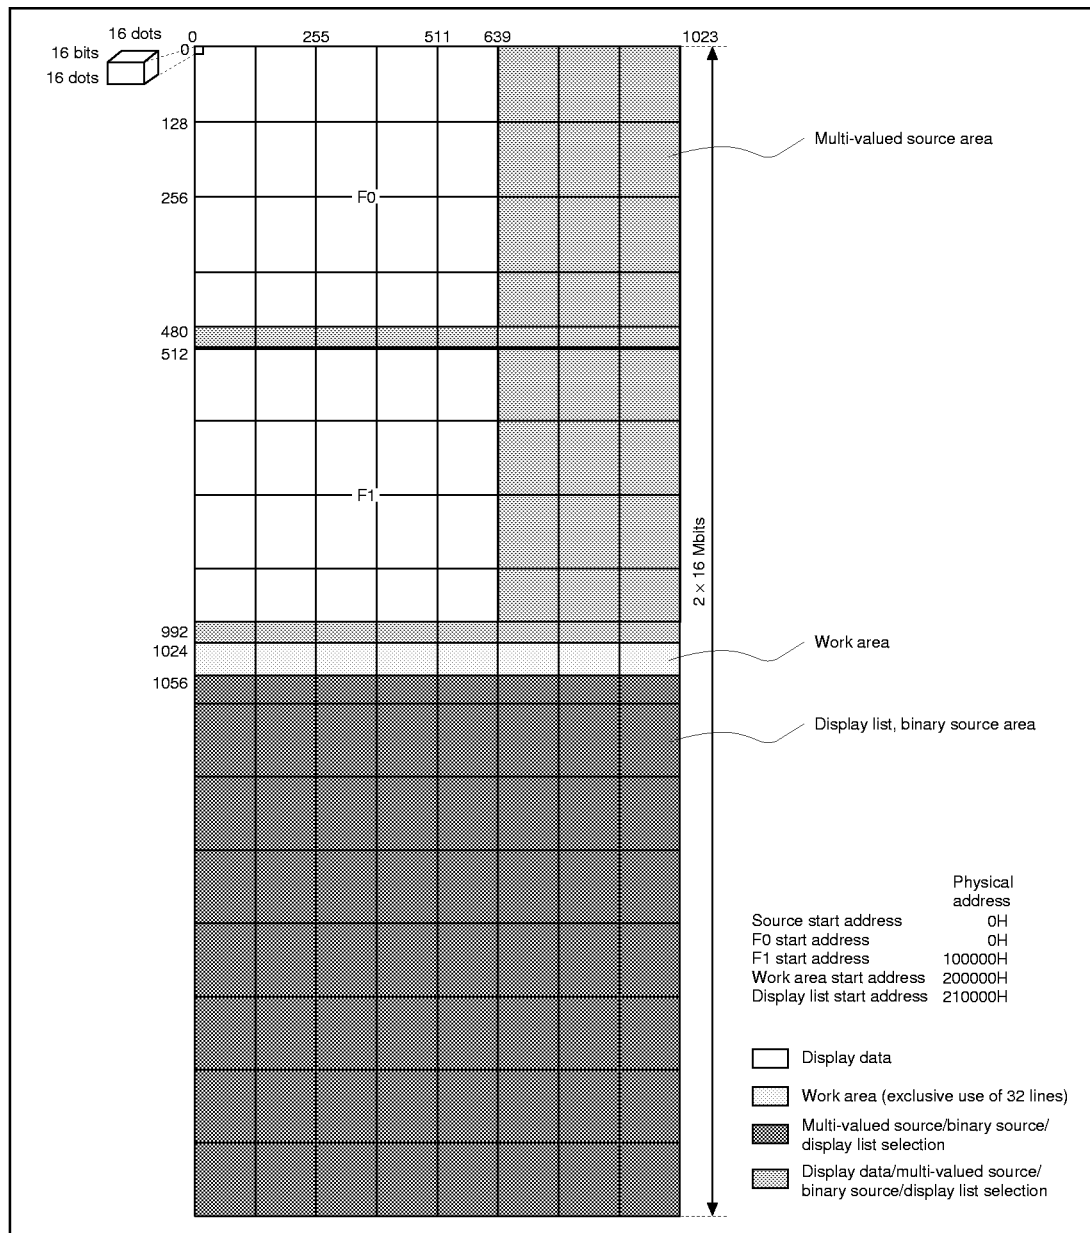 16 dots
16 bits
16 dots
0 255 511 639 1023
0
128
Multi-valued source area
256
F0
480
512
F1
2 × 16 Mbits
992
1024
Work area
1056
Display list, binary source area
Physical
address
Source start address 0H
F0 start address 0H
F1 start address 100000H
Work area start address 200000H
Display list start address 210000H
Display data
Work area (exclusive use of 32 lines)
Multi-valued source/binary source/
display list selection
Display data/multi-valued source/
binary source/display list selection